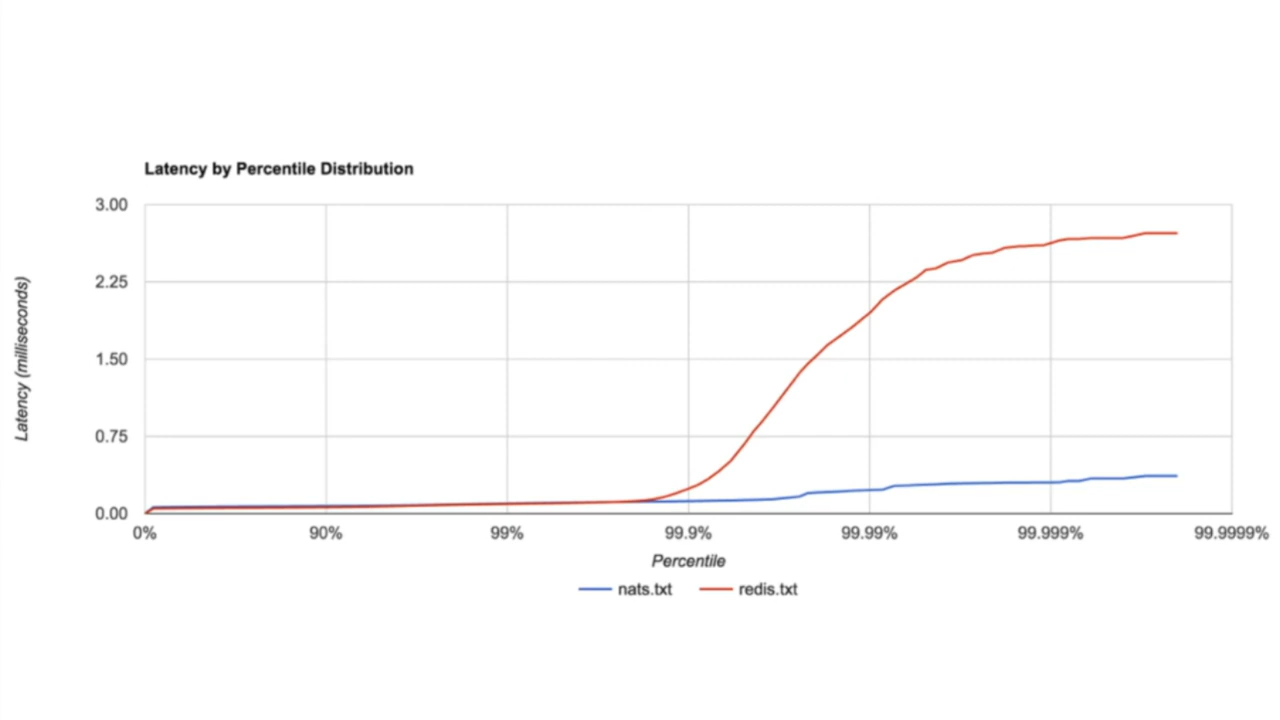 Latency by Percentile Distribution
3.00
2.25
1.50
0.75
0.00
Latency (milliseconds)
0% 90% 99% 99.9% 99.99% 99.999% 99.9999%
Percentile
nats.txt redis.txt